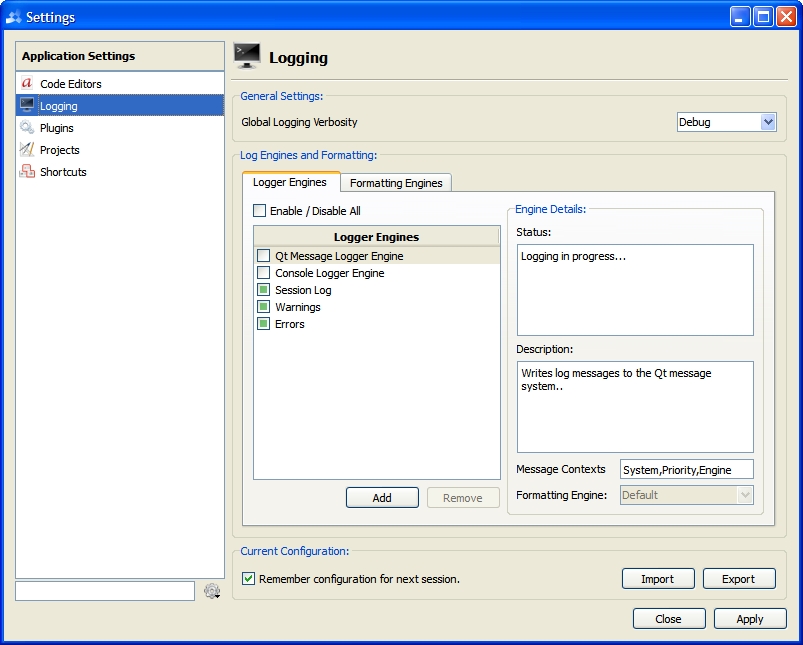 Settings
Application Settings
Code Editors
Logging
Plugins
Projects
Shortcuts
Logging
General Settings:
Global Logging Verbosity
Debug
Log Engines and Formatting:
Logger Engines
Formatting Engines
Enable / Disable All
Logger Engines
Qt Message Logger Engine
Console Logger Engine
Session Log
Warnings
Errors
Add
Remove
Engine Details:
Status:
Logging in progress...
Description:
Writes log messages to the Qt message
system..
Message Contexts
System,Priority,Engine
Formatting Engine:
Default
Current Configuration:
Remember configuration for next session.
Import
Export
Close
Apply